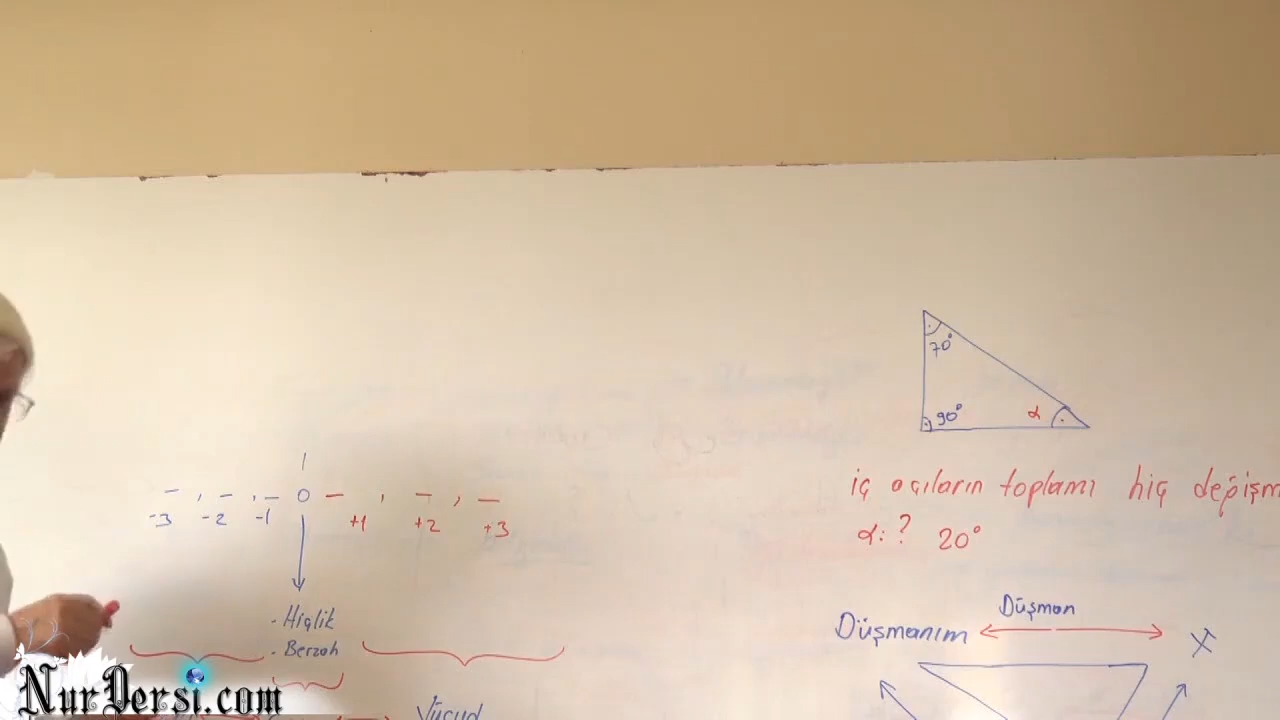 70°
90° α
iç açıların toplamı hiç değişm
α: ? 20°
0
-3 -2 -1 +1 +2 +3
. Hiçlik
. Berzah
Vücud
Düşman
Düşmanım X
NurDersi.com